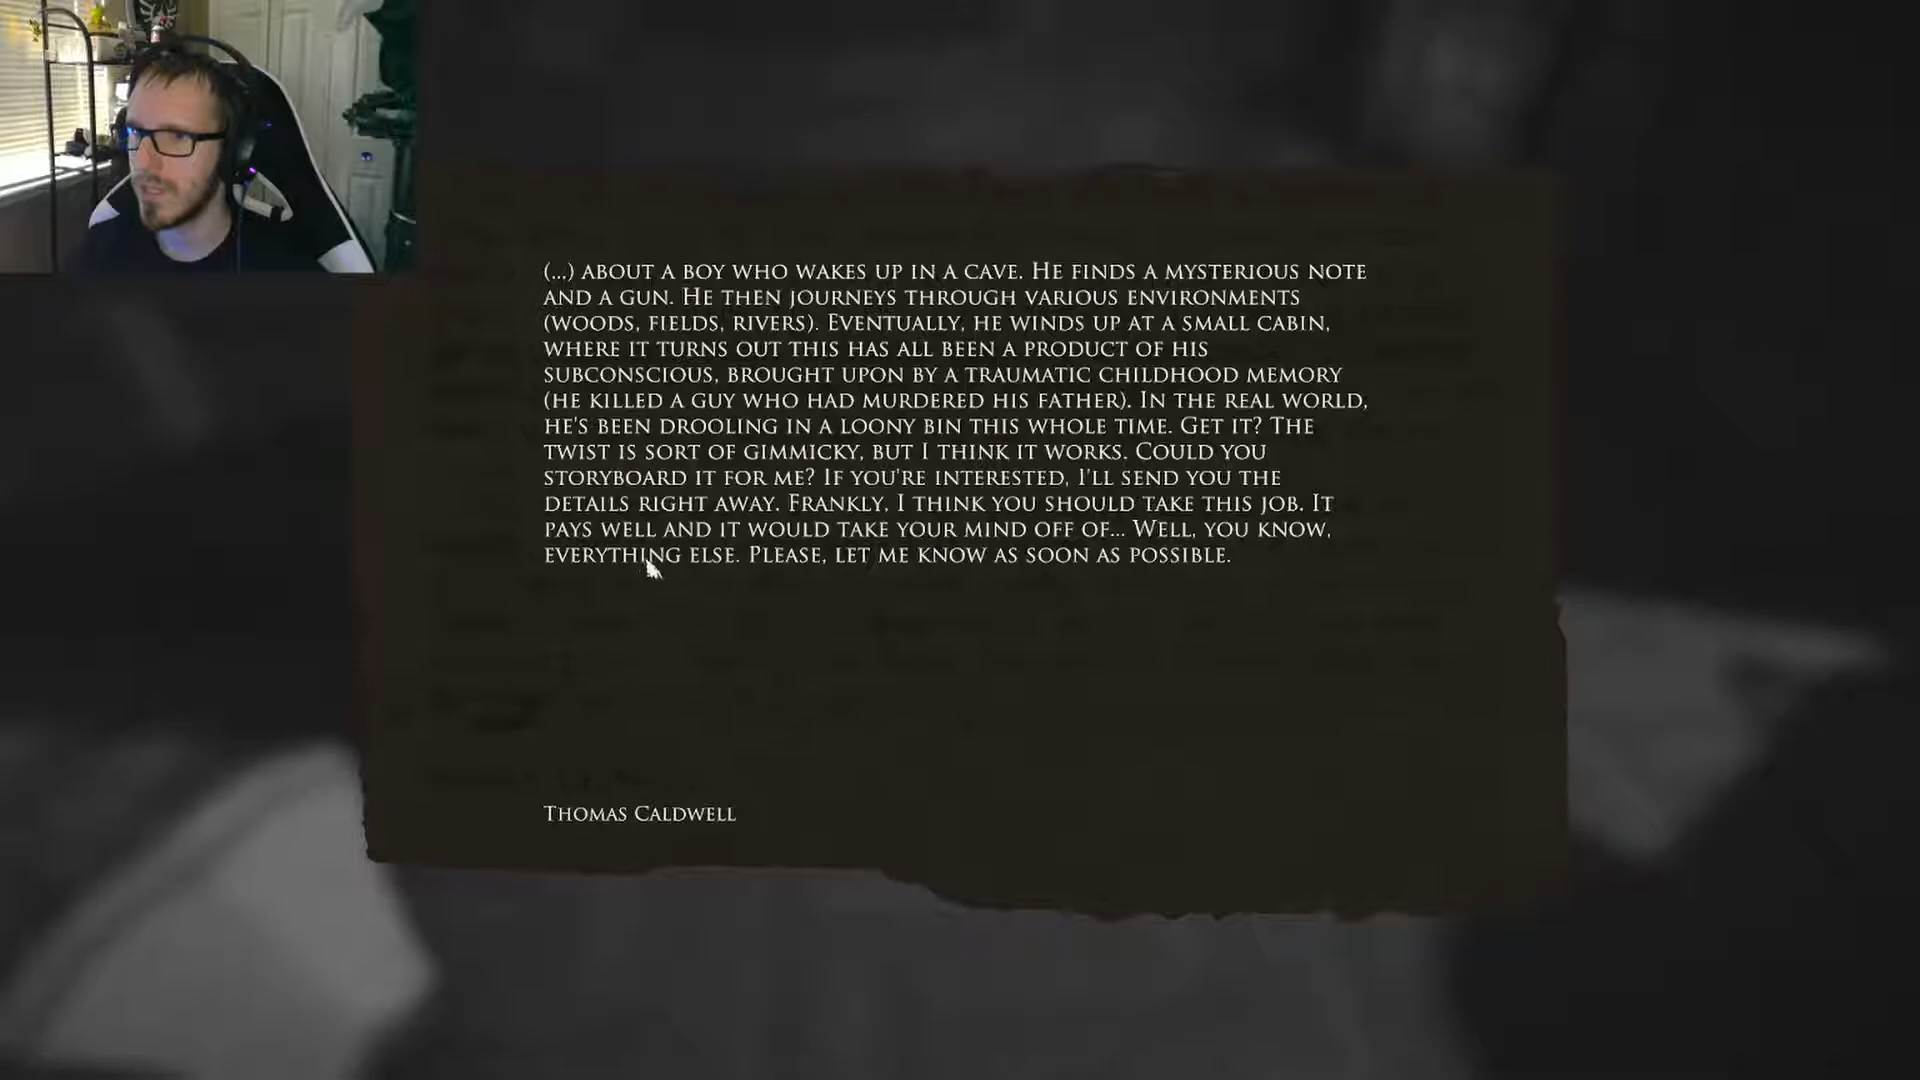 (...) ABOUT A BOY WHO WAKES UP IN A CAVE. HE FINDS A MYSTERIOUS NOTE
AND A GUN. HE THEN JOURNEYS THROUGH VARIOUS ENVIRONMENTS
(WOODS, FIELDS, RIVERS). EVENTUALLY, HE WINDS UP AT A SMALL CABIN,
WHERE IT TURNS OUT THIS HAS ALL BEEN A PRODUCT OF HIS
SUBCONSCIOUS, BROUGHT UPON BY A TRAUMATIC CHILDHOOD MEMORY
(HE KILLED A GUY WHO HAD MURDERED HIS FATHER). IN THE REAL WORLD,
HE'S BEEN DROOLING IN A LOONY BIN THIS WHOLE TIME. GET IT? THE
TWIST IS SORT OF GIMMICKY, BUT I THINK IT WORKS. COULD YOU
STORYBOARD IT FOR ME? IF YOU'RE INTERESTED, I'LL SEND YOU THE
DETAILS RIGHT AWAY. FRANKLY, I THINK YOU SHOULD TAKE THIS JOB. IT
PAYS WELL AND IT WOULD TAKE YOUR MIND OFF OF... WELL, YOU KNOW,
EVERYTHING ELSE. PLEASE, LET ME KNOW AS SOON AS POSSIBLE.
THOMAS CALDWELL